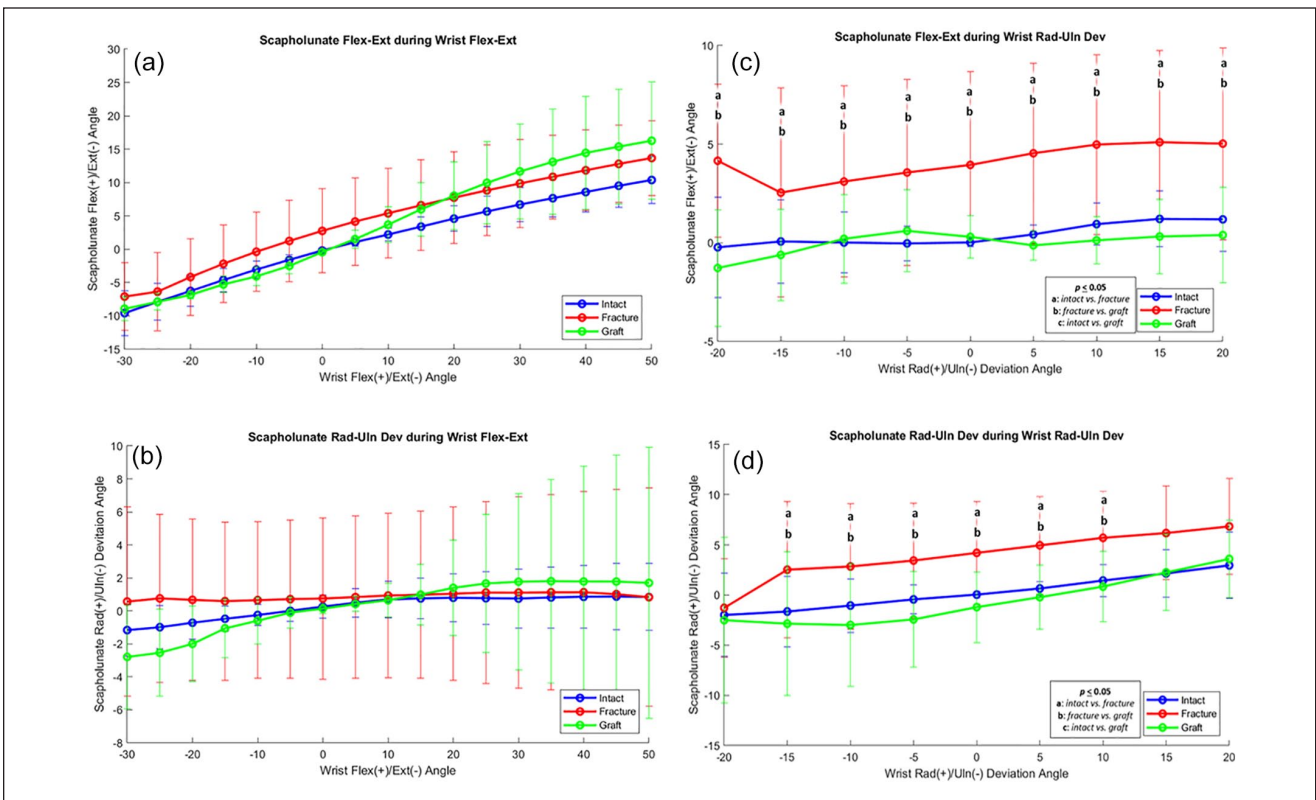 Scapholunate Flex-Ext during Wrist Flex-Ext
(a)
Scapholunate Flex(+)/Ext(-) Angle
30
25
20
15
10
5
0
-5
-10
-15
-30 -20 -10 0 10 20 30 40 50
Wrist Flex(+)/Ext(-) Angle
Intact
Fracture
Graft
Scapholunate Flex-Ext during Wrist Rad-Uln Dev
(c)
Scapholunate Flex(+)/Ext(-) Angle
10
5
0
-5
a a a a a a a a a
b b b b b b b b b
p ≤ 0.05
a: intact vs. fracture
b: fracture vs. graft
c: intact vs. graft
Intact
Fracture
Graft
-20 -15 -10 -5 0 5 10 15 20
Wrist Rad(+)/Uln(-) Deviation Angle
Scapholunate Rad-Uln Dev during Wrist Flex-Ext
(b)
Scapholunate Rad(+)/Uln(-) Devitaion Angle
10
8
6
4
2
0
-2
-4
-6
-8
Intact
Fracture
Graft
-30 -20 -10 0 10 20 30 40 50
Wrist Flex(+)/Ext(-) Angle
Scapholunate Rad-Uln Dev during Wrist Rad-Uln Dev
(d)
Scapholunate Rad(+)/Uln(-) Devitaion Angle
15
10
5
0
-5
-10
-15
a a a a a a
b b b b b b
p ≤ 0.05
a: intact vs. fracture
b: fracture vs. graft
c: intact vs. graft
Intact
Fracture
Graft
-20 -15 -10 -5 0 5 10 15 20
Wrist Rad(+)/Uln(-) Deviation Angle